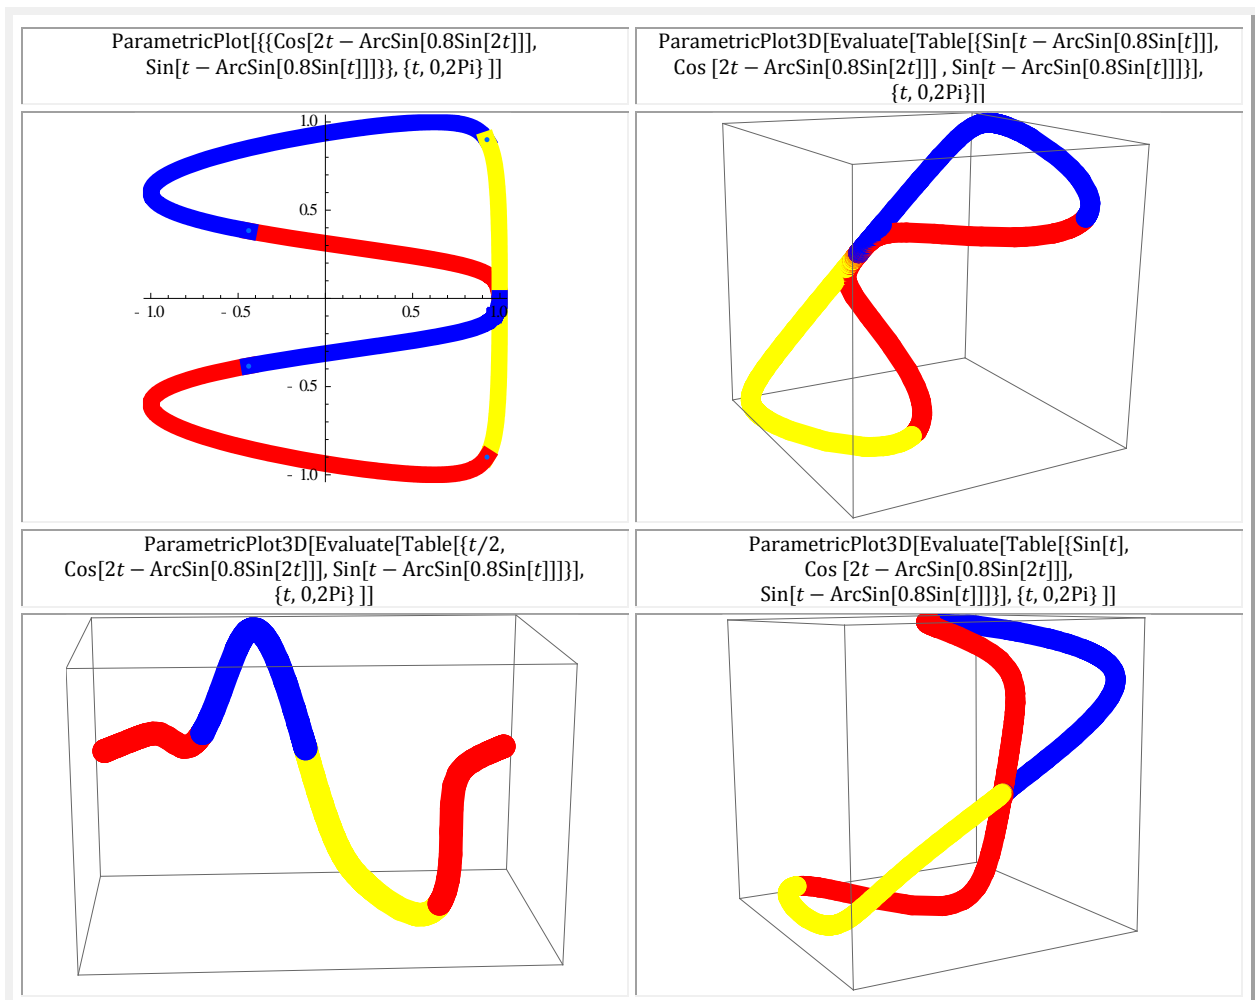 ParametricPlot[{{Cos[2t − ArcSin[0.8Sin[2t]]],
Sin[t − ArcSin[0.8Sin[t]]]}}, {t, 0,2Pi} ]]
ParametricPlot3D[Evaluate[Table[{Sin[t − ArcSin[0.8Sin[t]]],
Cos [2t − ArcSin[0.8Sin[2t]]] , Sin[t − ArcSin[0.8Sin[t]]]}],
{t, 0,2Pi}]]
1.0
0.5
- 1.0
- 0.5
0.5
1.0
- 0.5
- 1.0
ParametricPlot3D[Evaluate[Table[{t/2,
Cos[2t − ArcSin[0.8Sin[2t]]], Sin[t − ArcSin[0.8Sin[t]]]}],
{t, 0,2Pi} ]]
ParametricPlot3D[Evaluate[Table[{Sin[t],
Cos [2t − ArcSin[0.8Sin[2t]]],
Sin[t − ArcSin[0.8Sin[t]]]}], {t, 0,2Pi} ]]